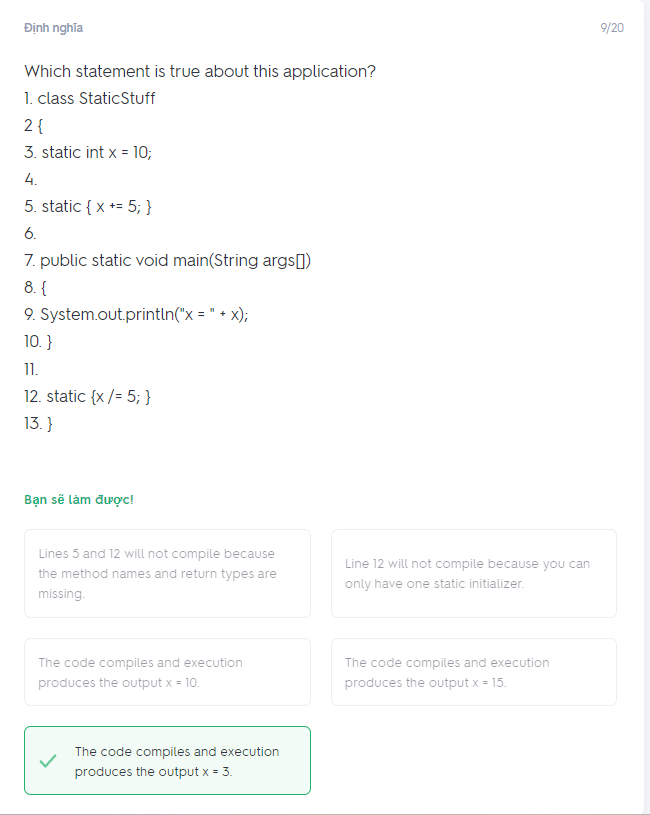 Định nghĩa
9/20
Which statement is true about this application?
1. class StaticStuff
2 {
3. static int x = 10;
4.
5. static { x += 5; }
6.
7. public static void main(String args[])
8. {
9. System.out.println("x = " + x);
10. }
11.
12. static {x /= 5; }
13. }
Bạn sẽ làm được!
Lines 5 and 12 will not compile because
the method names and return types are
missing.
Line 12 will not compile because you can
only have one static initializer.
The code compiles and execution
produces the output x = 10.
The code compiles and execution
produces the output x = 15.
The code compiles and execution
produces the output x = 3.